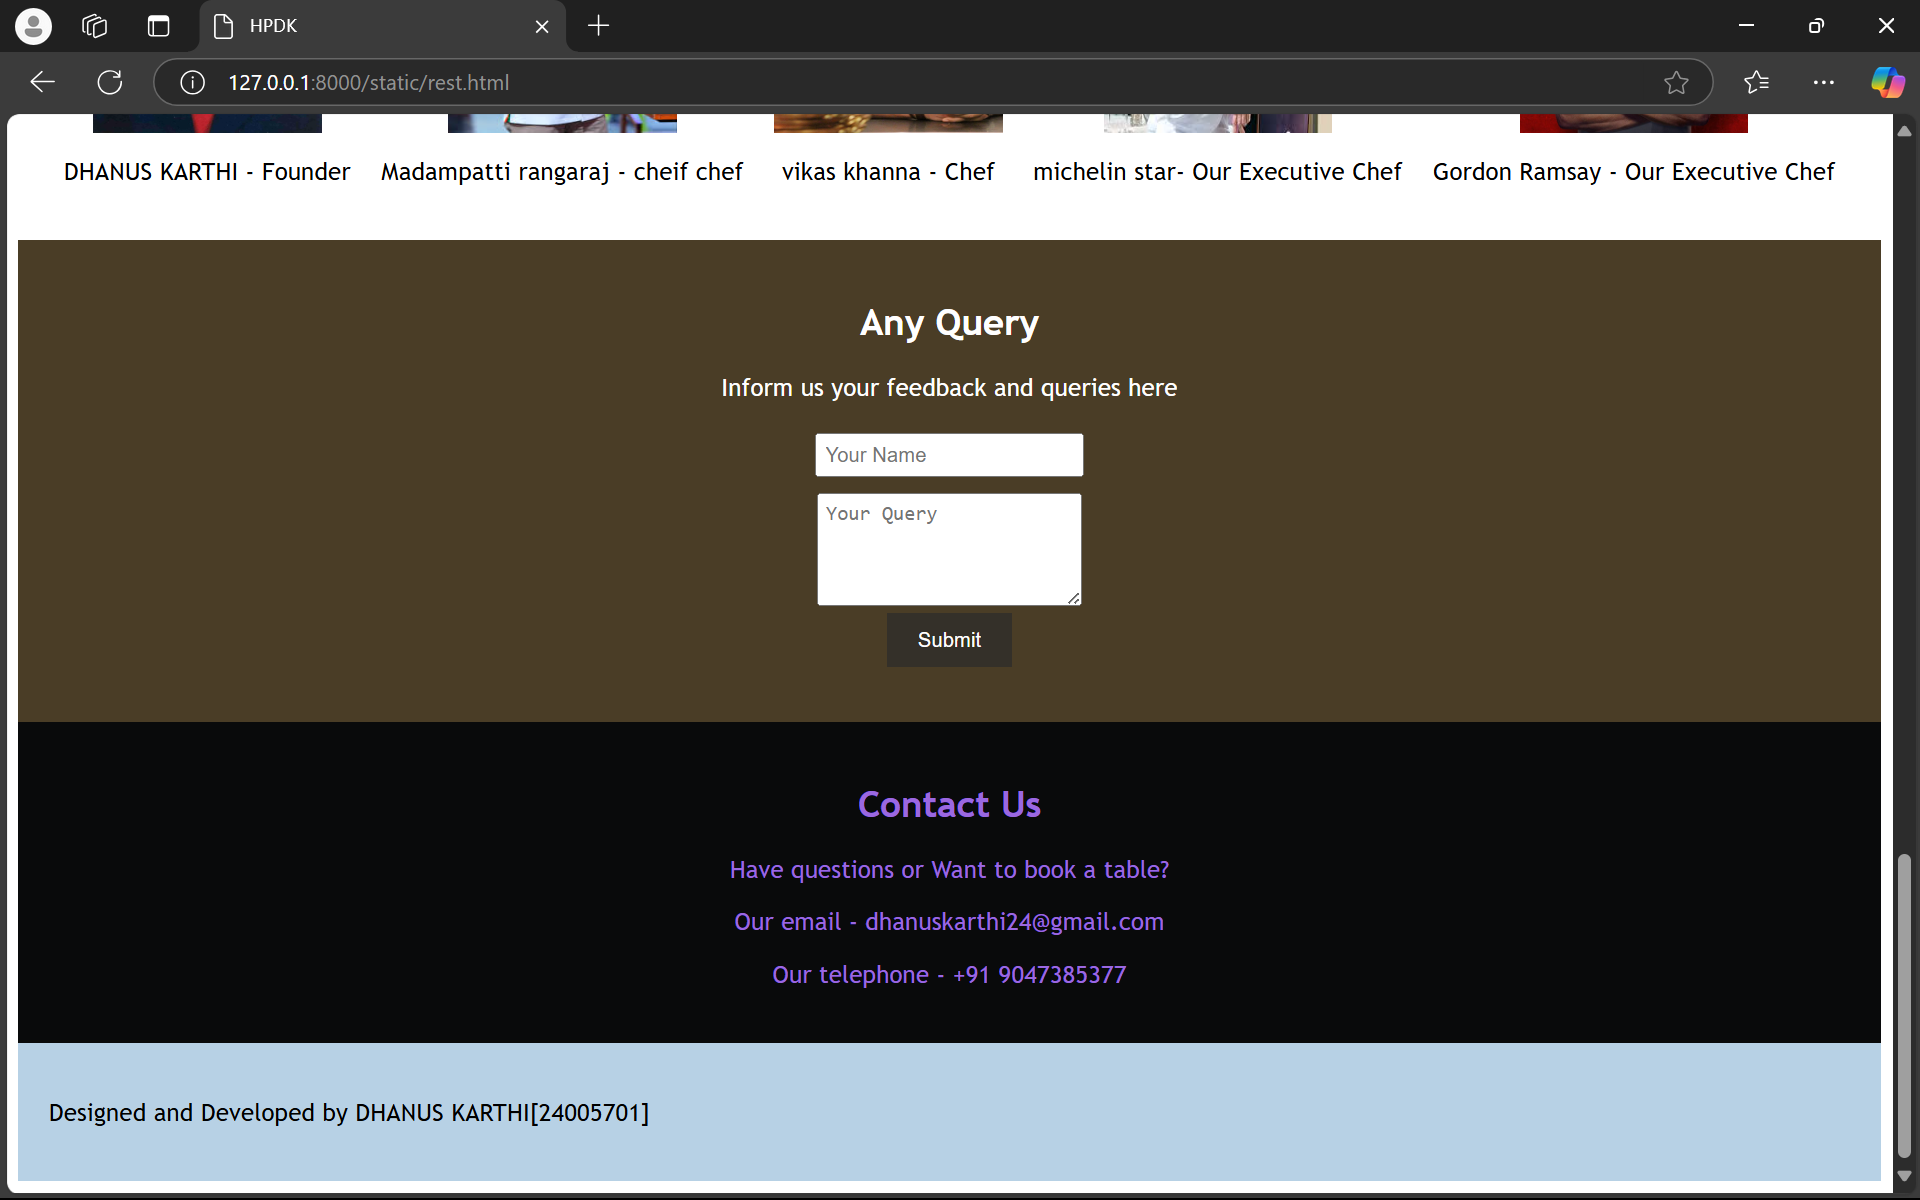 HPDK
127.0.0.1:8000/static/rest.html
DHANUS KARTHI - Founder Madampatti rangaraj - cheif chef vikas khanna - Chef michelin star- Our Executive Chef Gordon Ramsay - Our Executive Chef
Any Query
Inform us your feedback and queries here
Your Name
Your Query
Submit
Contact Us
Have questions or Want to book a table?
Our email - dhanuskarthi24@gmail.com
Our telephone - +91 9047385377
Designed and Developed by DHANUS KARTHI[24005701]